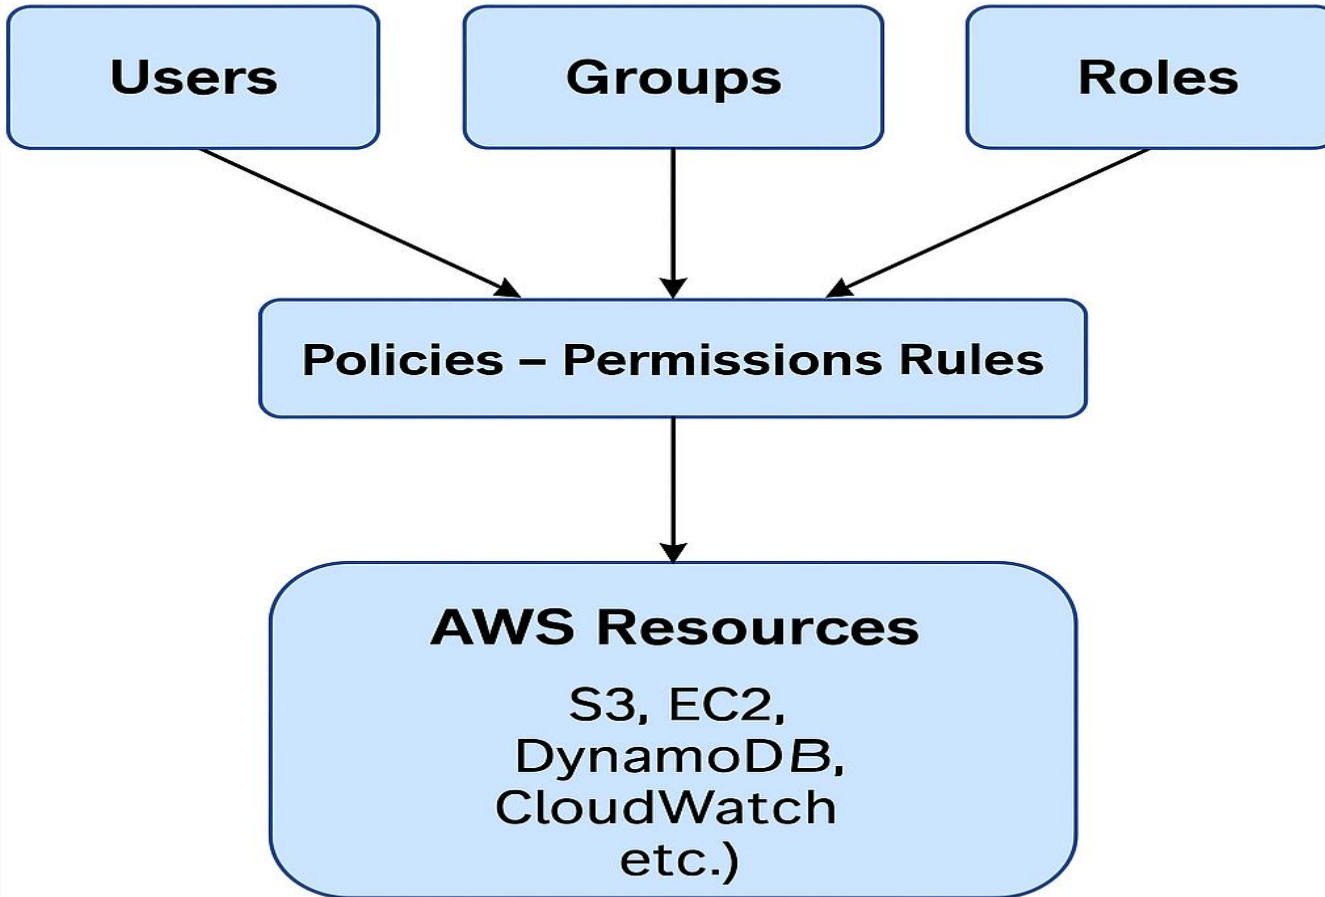 Users
Groups
Roles
Policies – Permissions Rules
AWS Resources
S3, EC2,
DynamoDB,
CloudWatch
etc.)